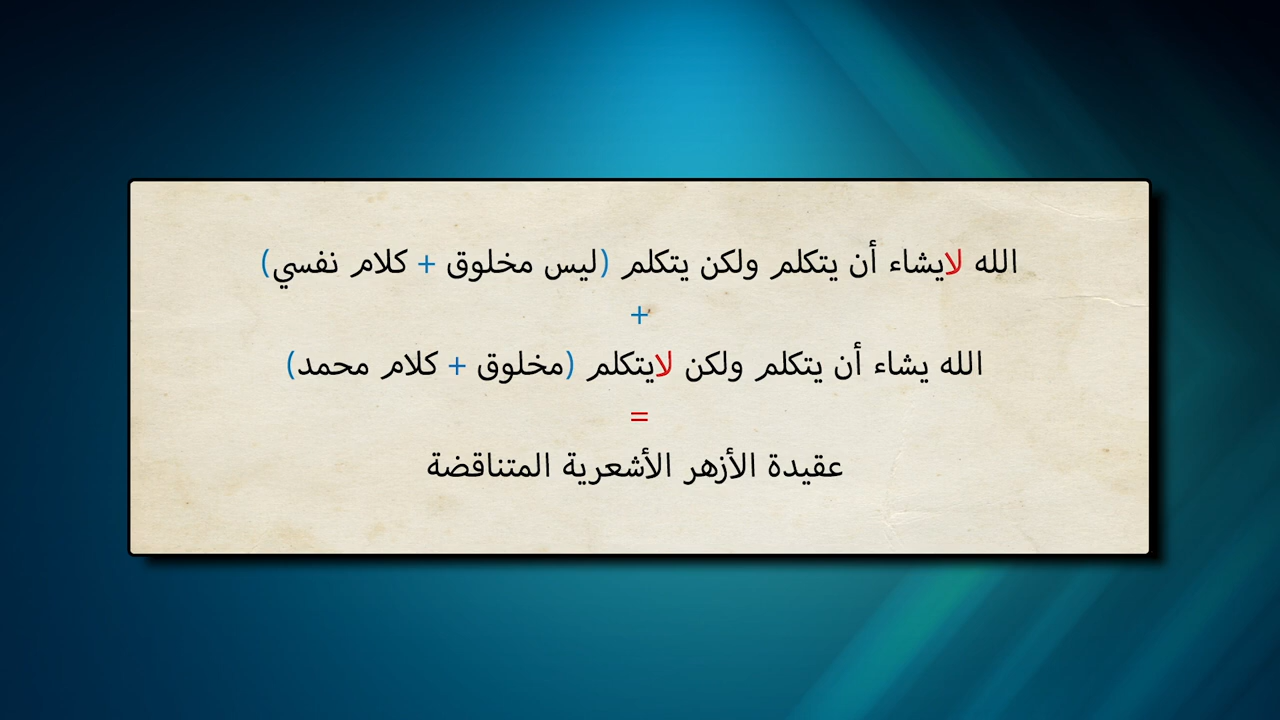 الله لايشاء أن يتكلم ولكن يتكلم (ليس مخلوق + كلام نفسي)
+
الله يشاء أن يتكلم ولكن لايتكلم (مخلوق + كلام محمد)
=
عقيدة الأزهر الأشعرية المتناقضة